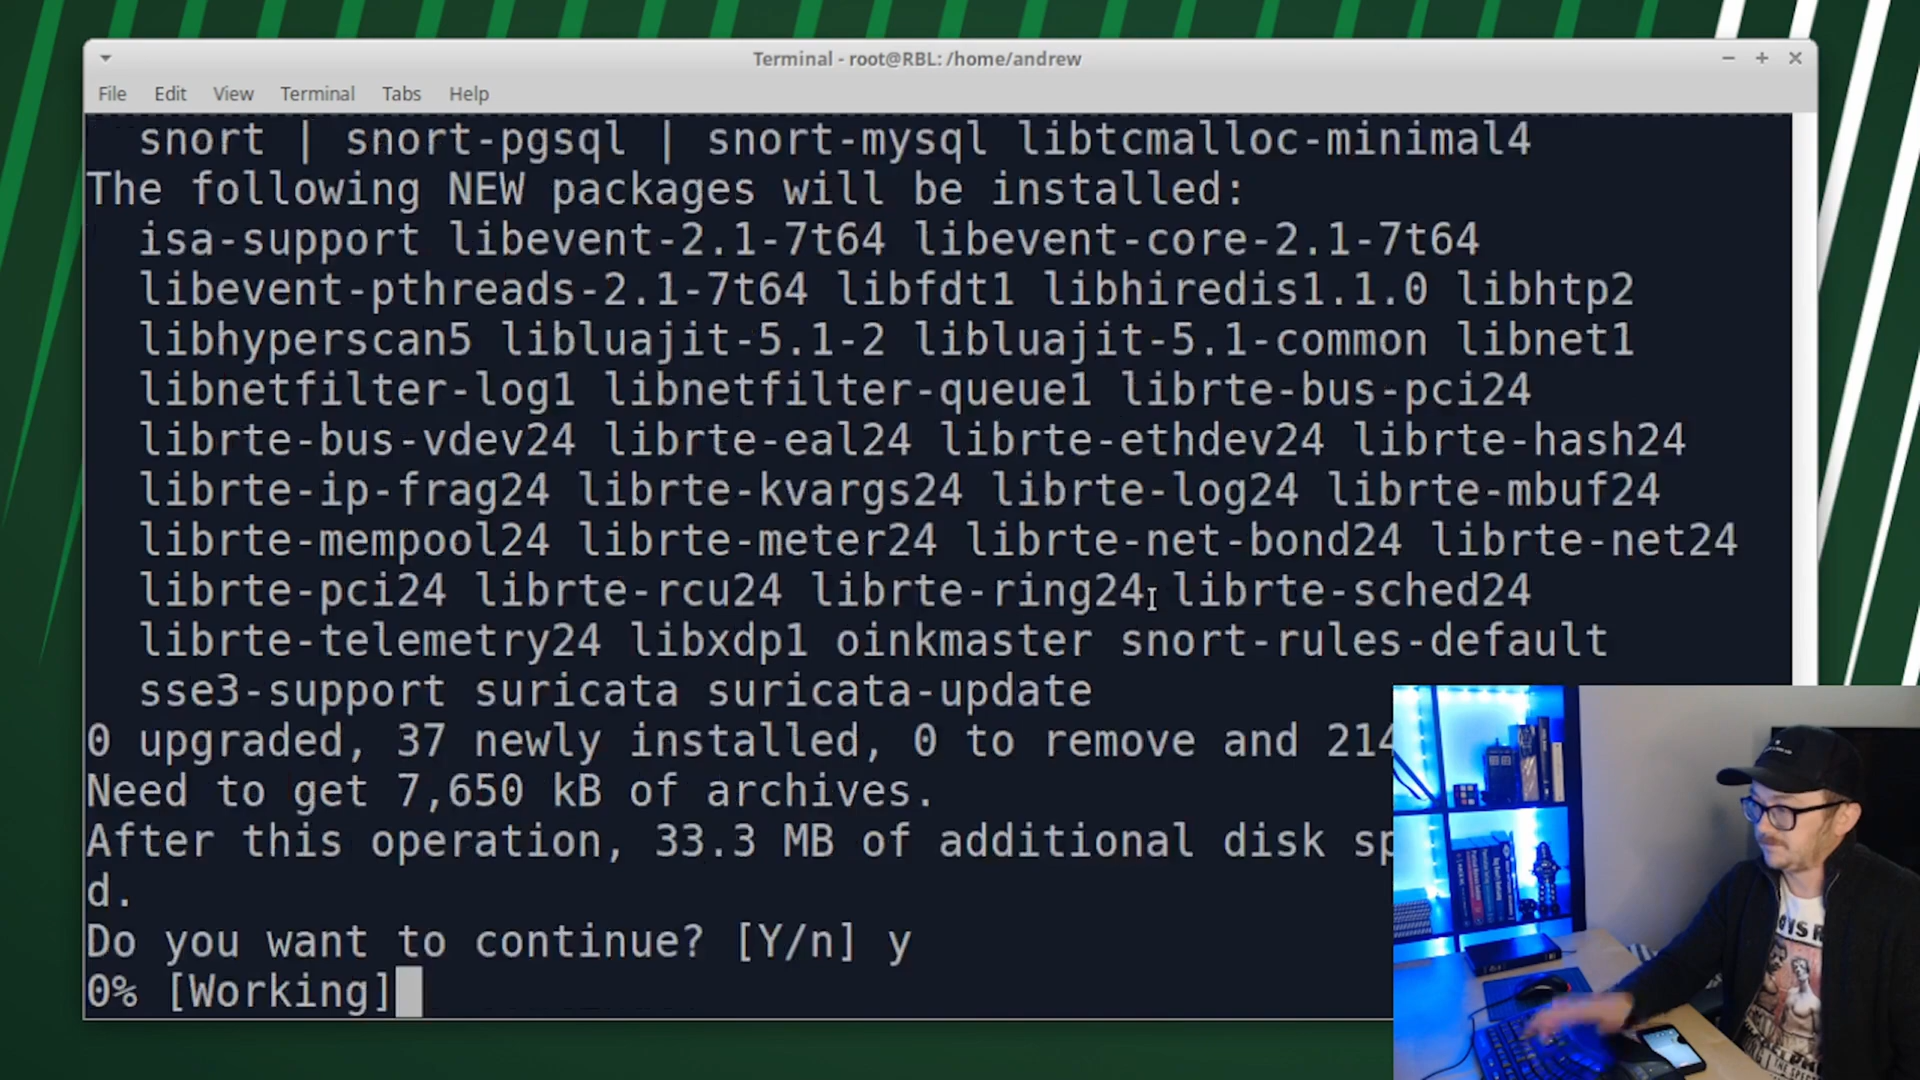 Terminal - root@RBL: /home/andrew
File Edit View Terminal Tabs Help
snort | snort-pgsql | snort-mysql libtcmalloc-minimal4
The following NEW packages will be installed:
isa-support libevent-2.1-7t64 libevent-core-2.1-7t64
libevent-pthreads-2.1-7t64 libfdt1 libhiredis1.1.0 libhtp2
libhyperscan5 libluajit-5.1-2 libluajit-5.1-common libnet1
libnetfilter-log1 libnetfilter-queue1 librte-bus-pci24
librte-bus-vdev24 librte-eal24 librte-ethdev24 librte-hash24
librte-ip-frag24 librte-kvargs24 librte-log24 librte-mbuf24
librte-mempool24 librte-meter24 librte-net-bond24 librte-net24
librte-pci24 librte-rcu24 librte-ring24 librte-sched24
librte-telemetry24 libxdp1 oinkmaster snort-rules-default
sse3-support suricata suricata-update
0 upgraded, 37 newly installed, 0 to remove and 214
Need to get 7,650 kB of archives.
After this operation, 33.3 MB of additional disk sp
d.
Do you want to continue? [Y/n] y
0% [Working]